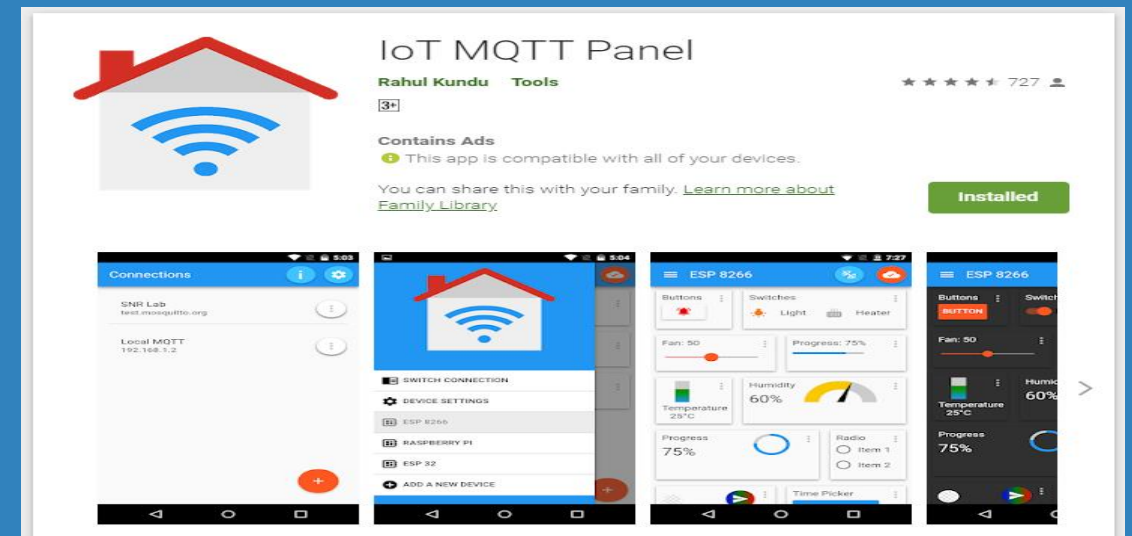 IoT MQTT Panel
Rahul Kundu Tools
727
3+
Contains Ads
This app is compatible with all of your devices.
You can share this with your family. Learn more about
Family Library
Installed
5:03
Connections
SNR Lab
test.mosquitto.org
Local MQTT
192.168.1.2
5:04
SWITCH CONNECTION
DEVICE SETTINGS
ESP 8266
RASPBERRY PI
ESP 32
ADD A NEW DEVICE
7:27
ESP 8266
Buttons
Switches
Light Heater
Fan: 50
Progress: 75%
Temperature
25°C
Humidity
60%
Progress
75%
Radio
Item 1
Item 2
Time Picker
ESP 8266
Buttons
Switch
BUTTON
Fan: 50
Temperature
25°C
Humid
60%
Progress
75%